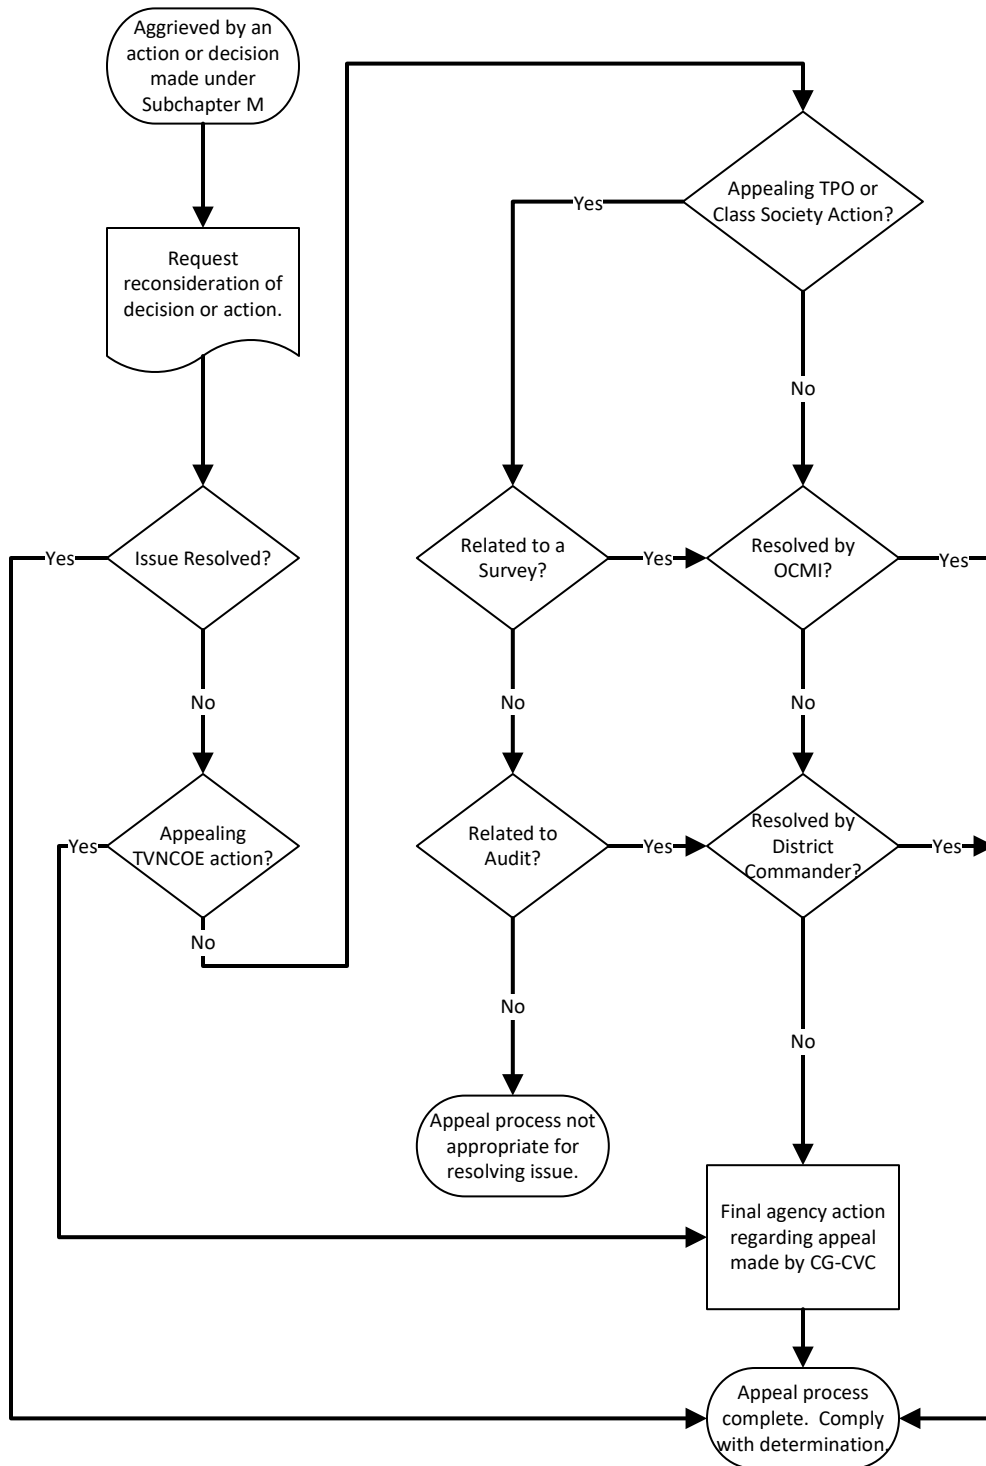 Aggrieved by an
action or decision
made under
Subchapter M
Request
reconsideration of
decision or action.
Issue Resolved?
Yes
No
Appealing
TVNCOE action?
Yes
No
Appealing TPO or
Class Society Action?
Yes
No
Related to a
Survey?
Yes
No
Resolved by
OCMI?
Yes
No
Related to
Audit?
Yes
No
Resolved by
District
Commander?
Yes
No
Appeal process not
appropriate for
resolving issue.
Final agency action
regarding appeal
made by CG-CVC
Appeal process
complete.  Comply
with determination.